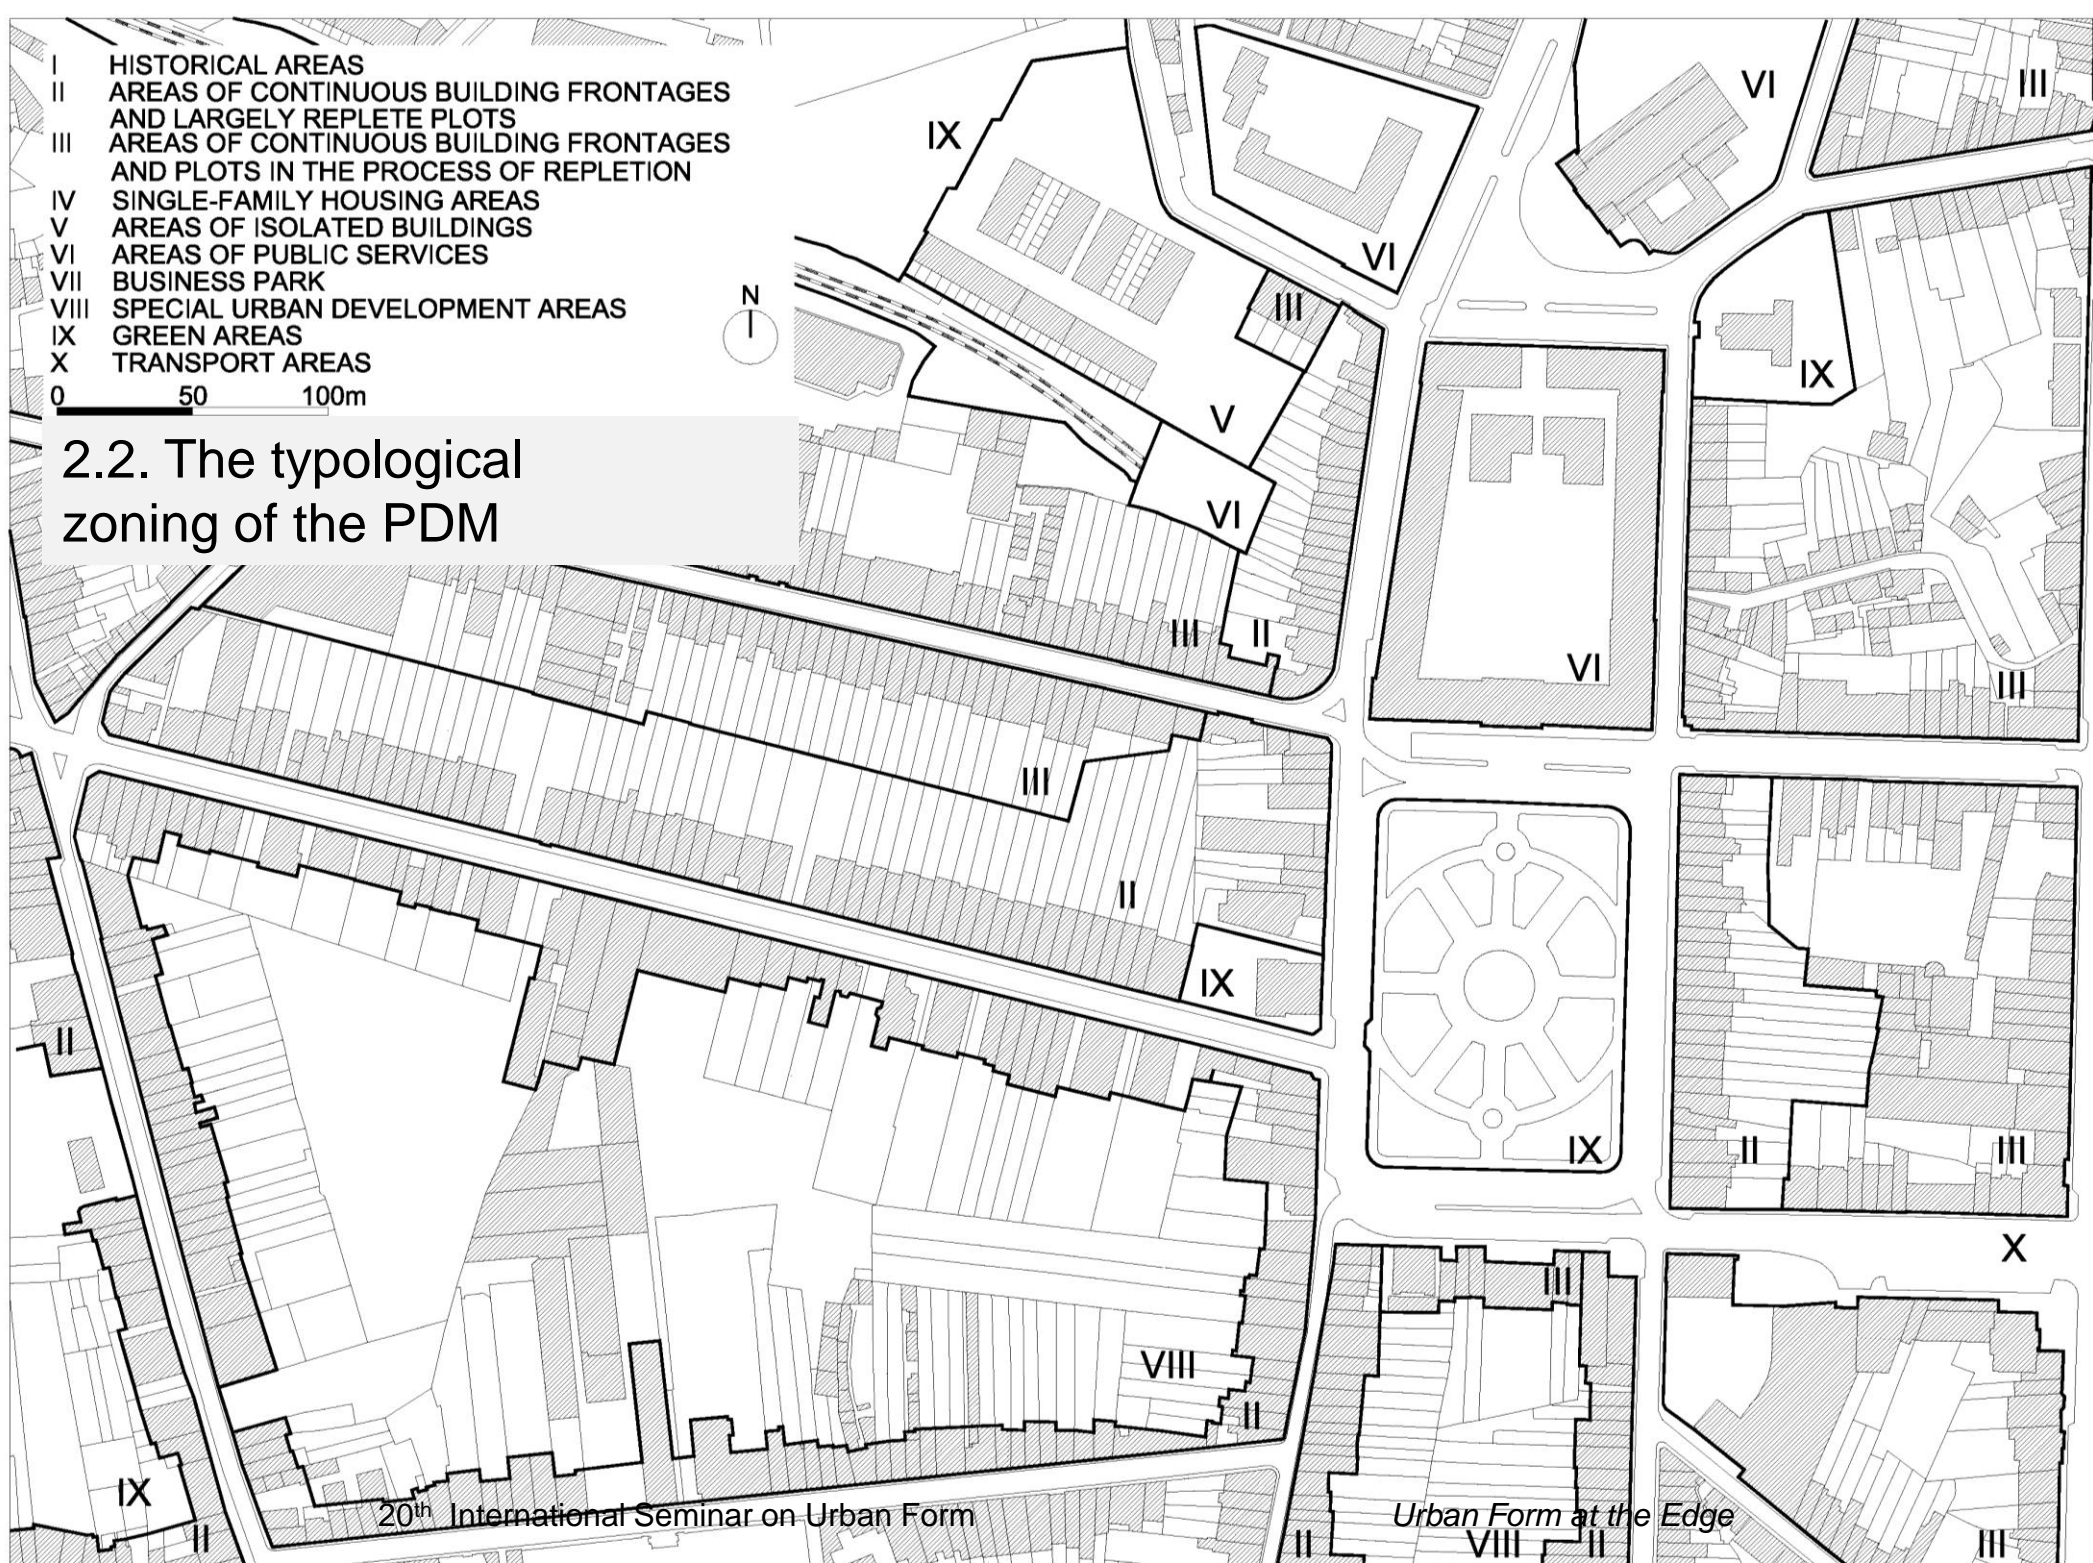 I HISTORICAL AREAS
II AREAS OF CONTINUOUS BUILDING FRONTAGES
AND LARGELY REPLETE PLOTS
III AREAS OF CONTINUOUS BUILDING FRONTAGES
AND PLOTS IN THE PROCESS OF REPLETION
IV SINGLE-FAMILY HOUSING AREAS
V AREAS OF ISOLATED BUILDINGS
VI AREAS OF PUBLIC SERVICES
VII BUSINESS PARK
VIII SPECIAL URBAN DEVELOPMENT AREAS
IX GREEN AREAS
X TRANSPORT AREAS
0 50 100m
N
2.2. The typological
zoning of the PDM
VI
III
IX
VI
III
IX
V
VI
III
II
VI
III
III
II
IX
II
IX
II
III
X
III
VIII
II
IX
II
II
VIII
II
III
20th International Seminar on Urban Form
Urban Form at the Edge